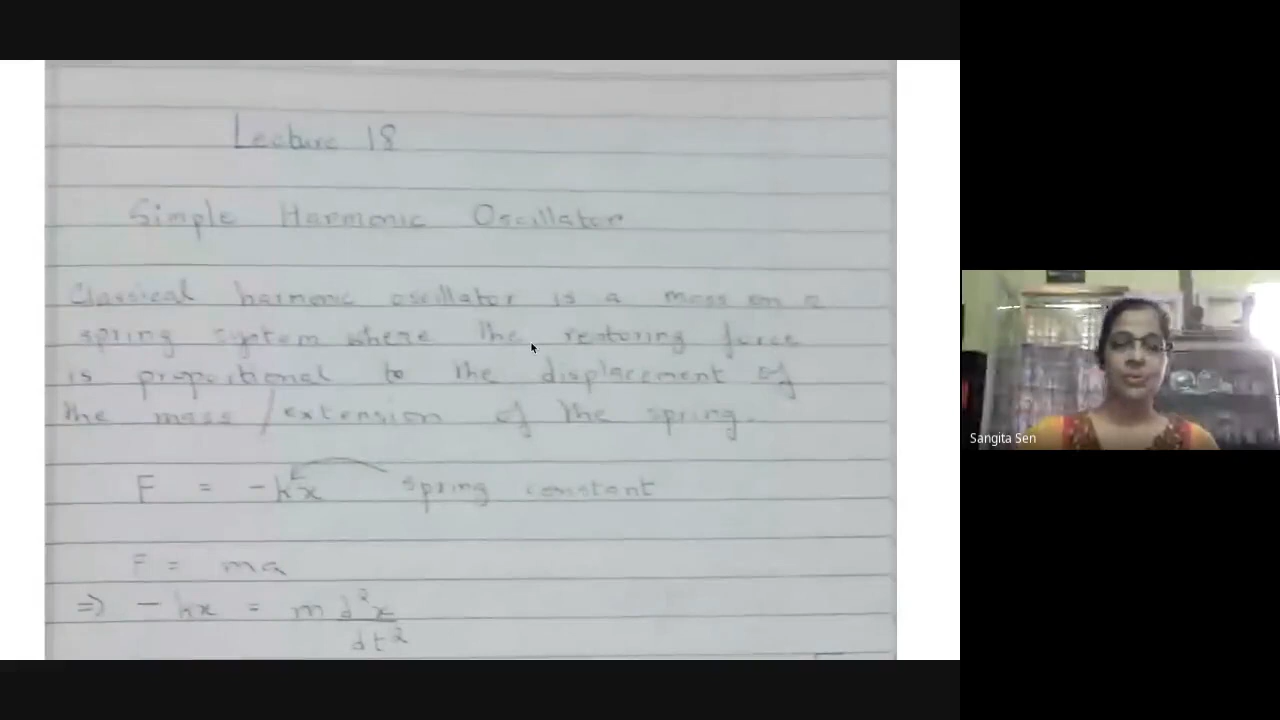 Lecture 18
Simple Harmonic Oscillator
Classical harmonic oscillator is a mass on a
spring system where the restoring force
is propotional to the displacement of
the mass / extension of the spring.
F = -kx spring constant
F = ma
⇒ - kx = m d²x
dt²
Sangita Sen